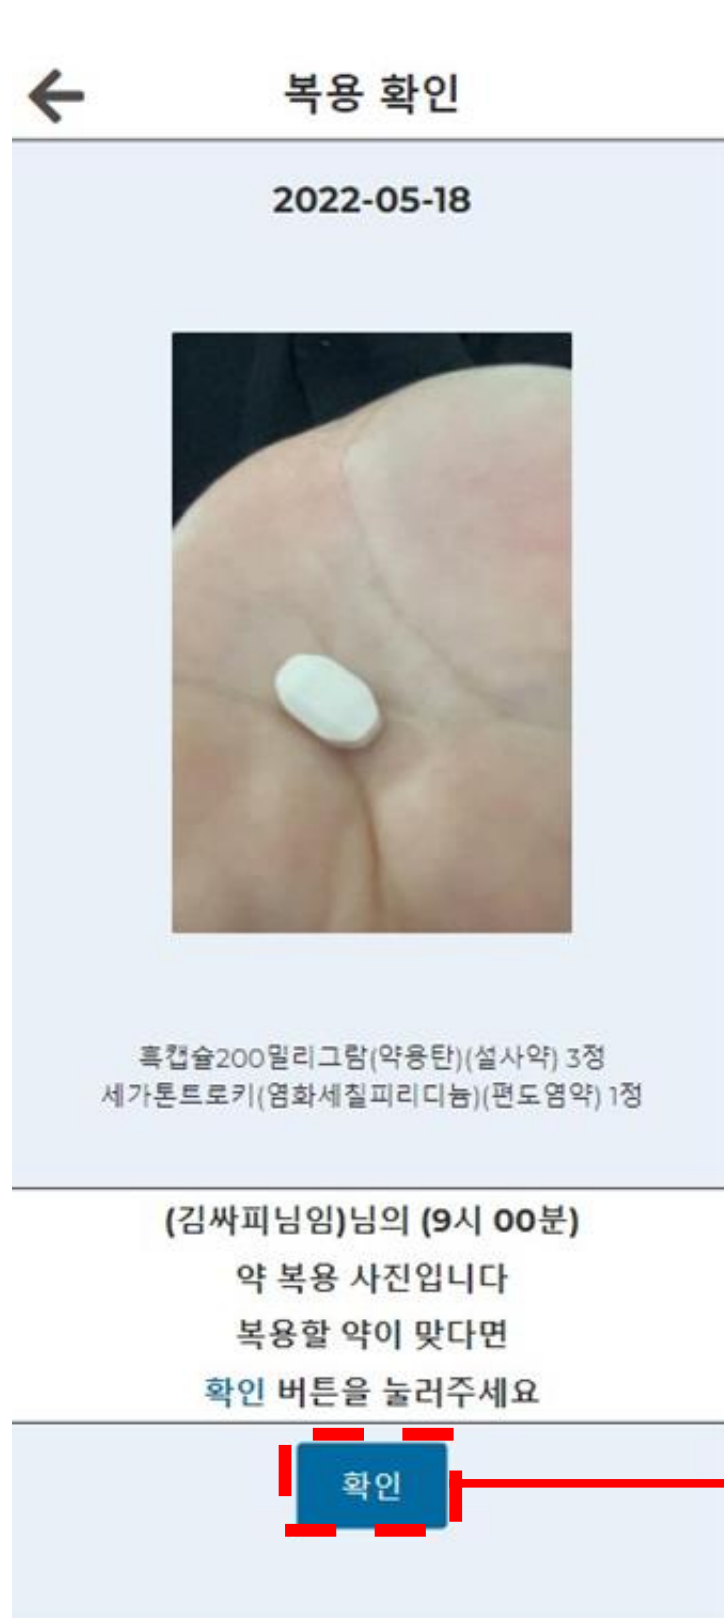 복용 확인
2022-05-18
흑캡슐200밀리그람(약용탄)(설사약) 3정
세가톤트로키(염화세칠피리디늄)(편도염약) 1정
(김싸피님임)님의 (9시 00분)
약 복용 사진입니다
복용할 약이 맞다면
확인 버튼을 눌러주세요
확인